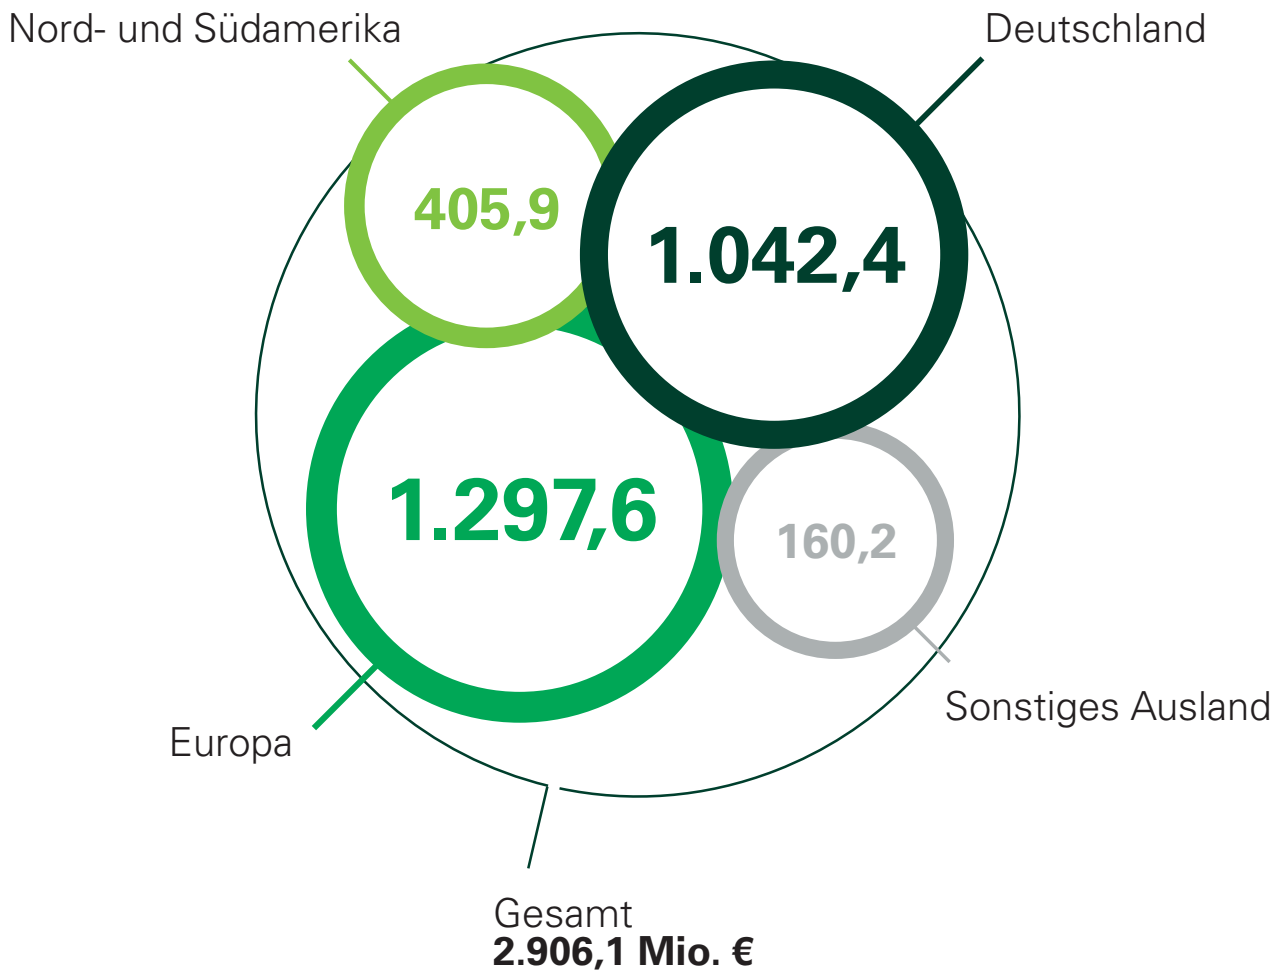 Nord- und Südamerika
Deutschland
405,9
1.042,4
1.297,6
160,2
Sonstiges Ausland
Europa
Gesamt
2.906,1 Mio. €